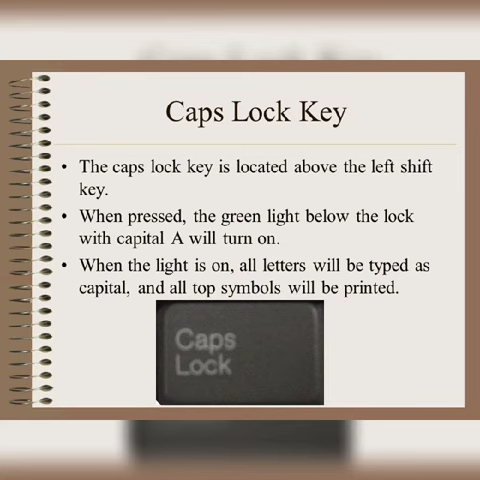 Caps Lock Key
• The caps lock key is located above the left shift
key.
• When pressed, the green light below the lock
with capital A will turn on.
• When the light is on, all letters will be typed as
capital, and all top symbols will be printed.
Caps
Lock